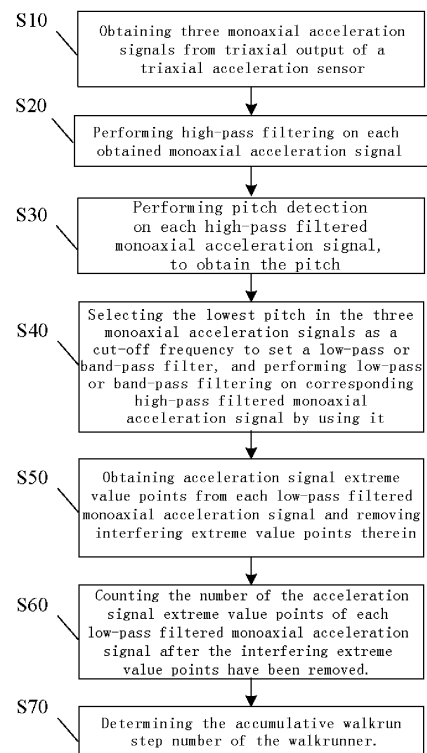 S10
Obtaining three monoaxial acceleration
signals from triaxial output of a
triaxial acceleration sensor
S20
Performing high-pass filtering on each
obtained monoaxial acceleration signal
S30
Performing pitch detection
on each high-pass filtered
monoaxial acceleration signal,
to obtain the pitch
S40
Selecting the lowest pitch in the three
monoaxial acceleration signals as a
cut-off frequency to set a low-pass or
band-pass filter, and performing low-pass
or band-pass filtering on corresponding
high-pass filtered monoaxial
acceleration signal by using it
S50
Obtaining acceleration signal extreme
value points from each low-pass filtered
monoaxial acceleration signal and removing
interfering extreme value points therein
S60
Counting the number of the acceleration
signal extreme value points of each
low-pass filtered monoaxial acceleration
signal after the interfering extreme
value points have been removed.
S70
Determining the accumulative walkrun
step number of the walkrunner.